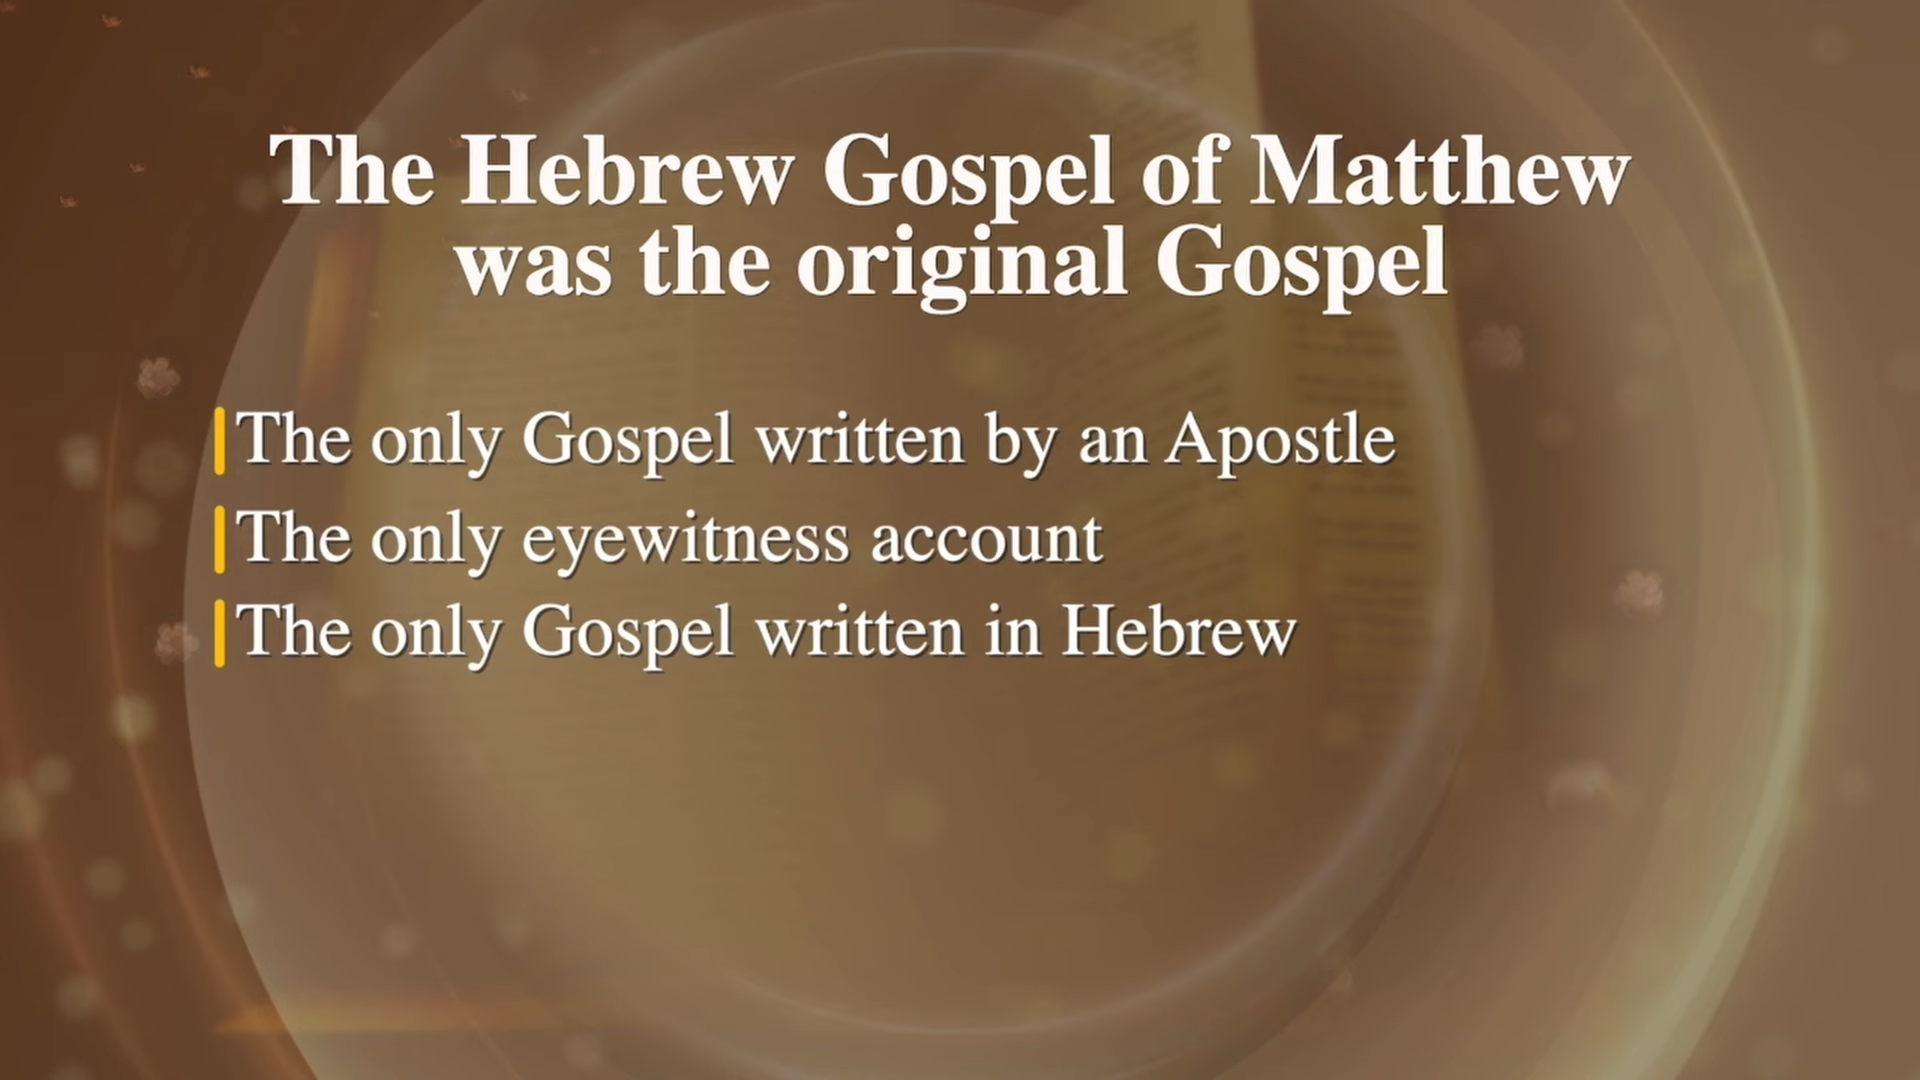 The Hebrew Gospel of Matthew
was the original Gospel
The only Gospel written by an Apostle
The only eyewitness account
The only Gospel written in Hebrew